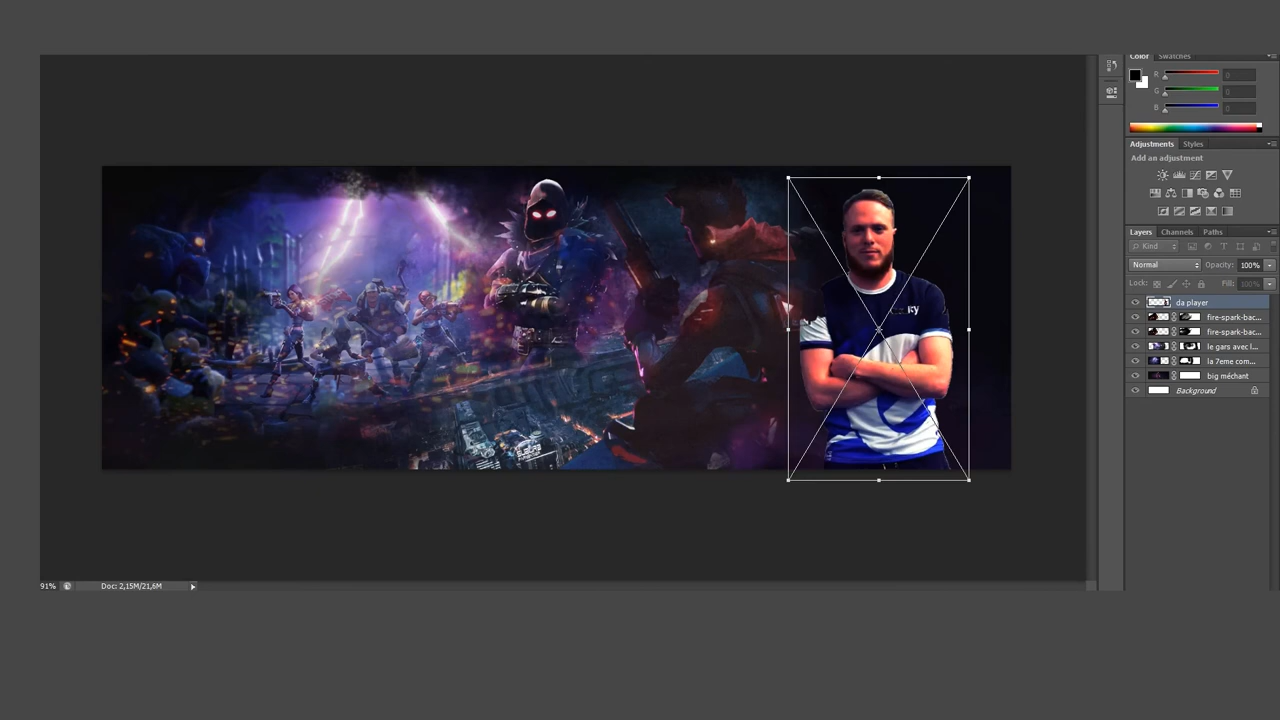 Color Swatches
R 0
G 0
B 0
Adjustments Styles
Add an adjustment
Layers Channels Paths
Kind
Normal Opacity: 100%
Lock: Fill: 100%
da player
fire-spark-bac...
fire-spark-bac...
le gars avec l...
la 7eme com...
big méchant
Background
91% Doc: 2,15M/21,6M